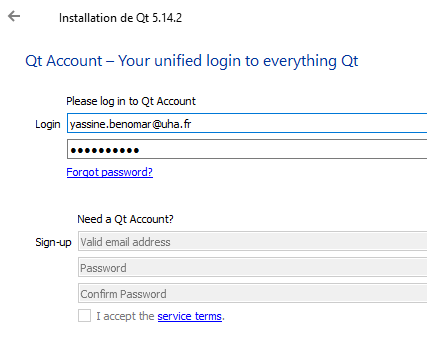 Installation de Qt 5.14.2
Qt Account – Your unified login to everything Qt
Please log in to Qt Account
Login
yassine.benomar@uha.fr
●●●●●●●●●●
Forgot password?
Need a Qt Account?
Sign-up
Valid email address
Password
Confirm Password
I accept the service terms.